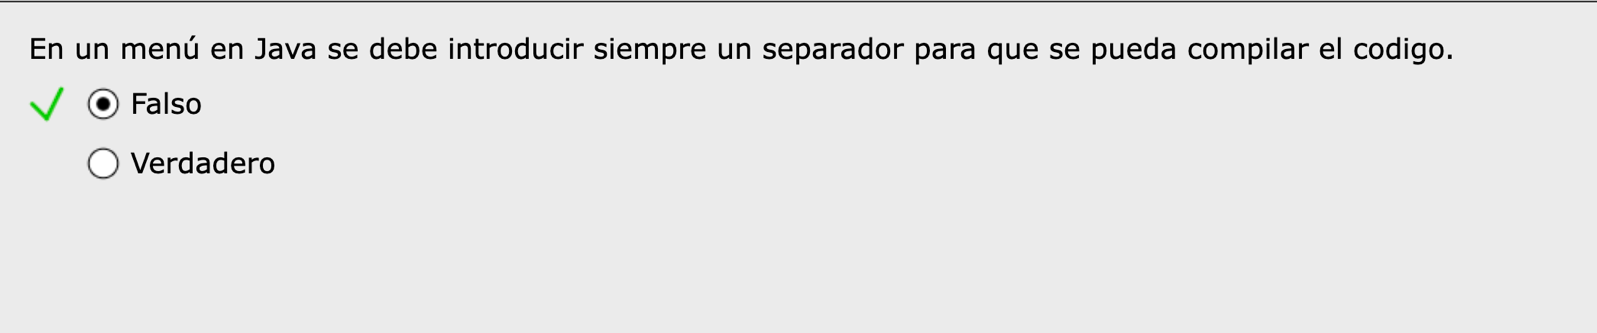 En un menú en Java se debe introducir siempre un separador para que se pueda compilar el codigo.
Falso
Verdadero